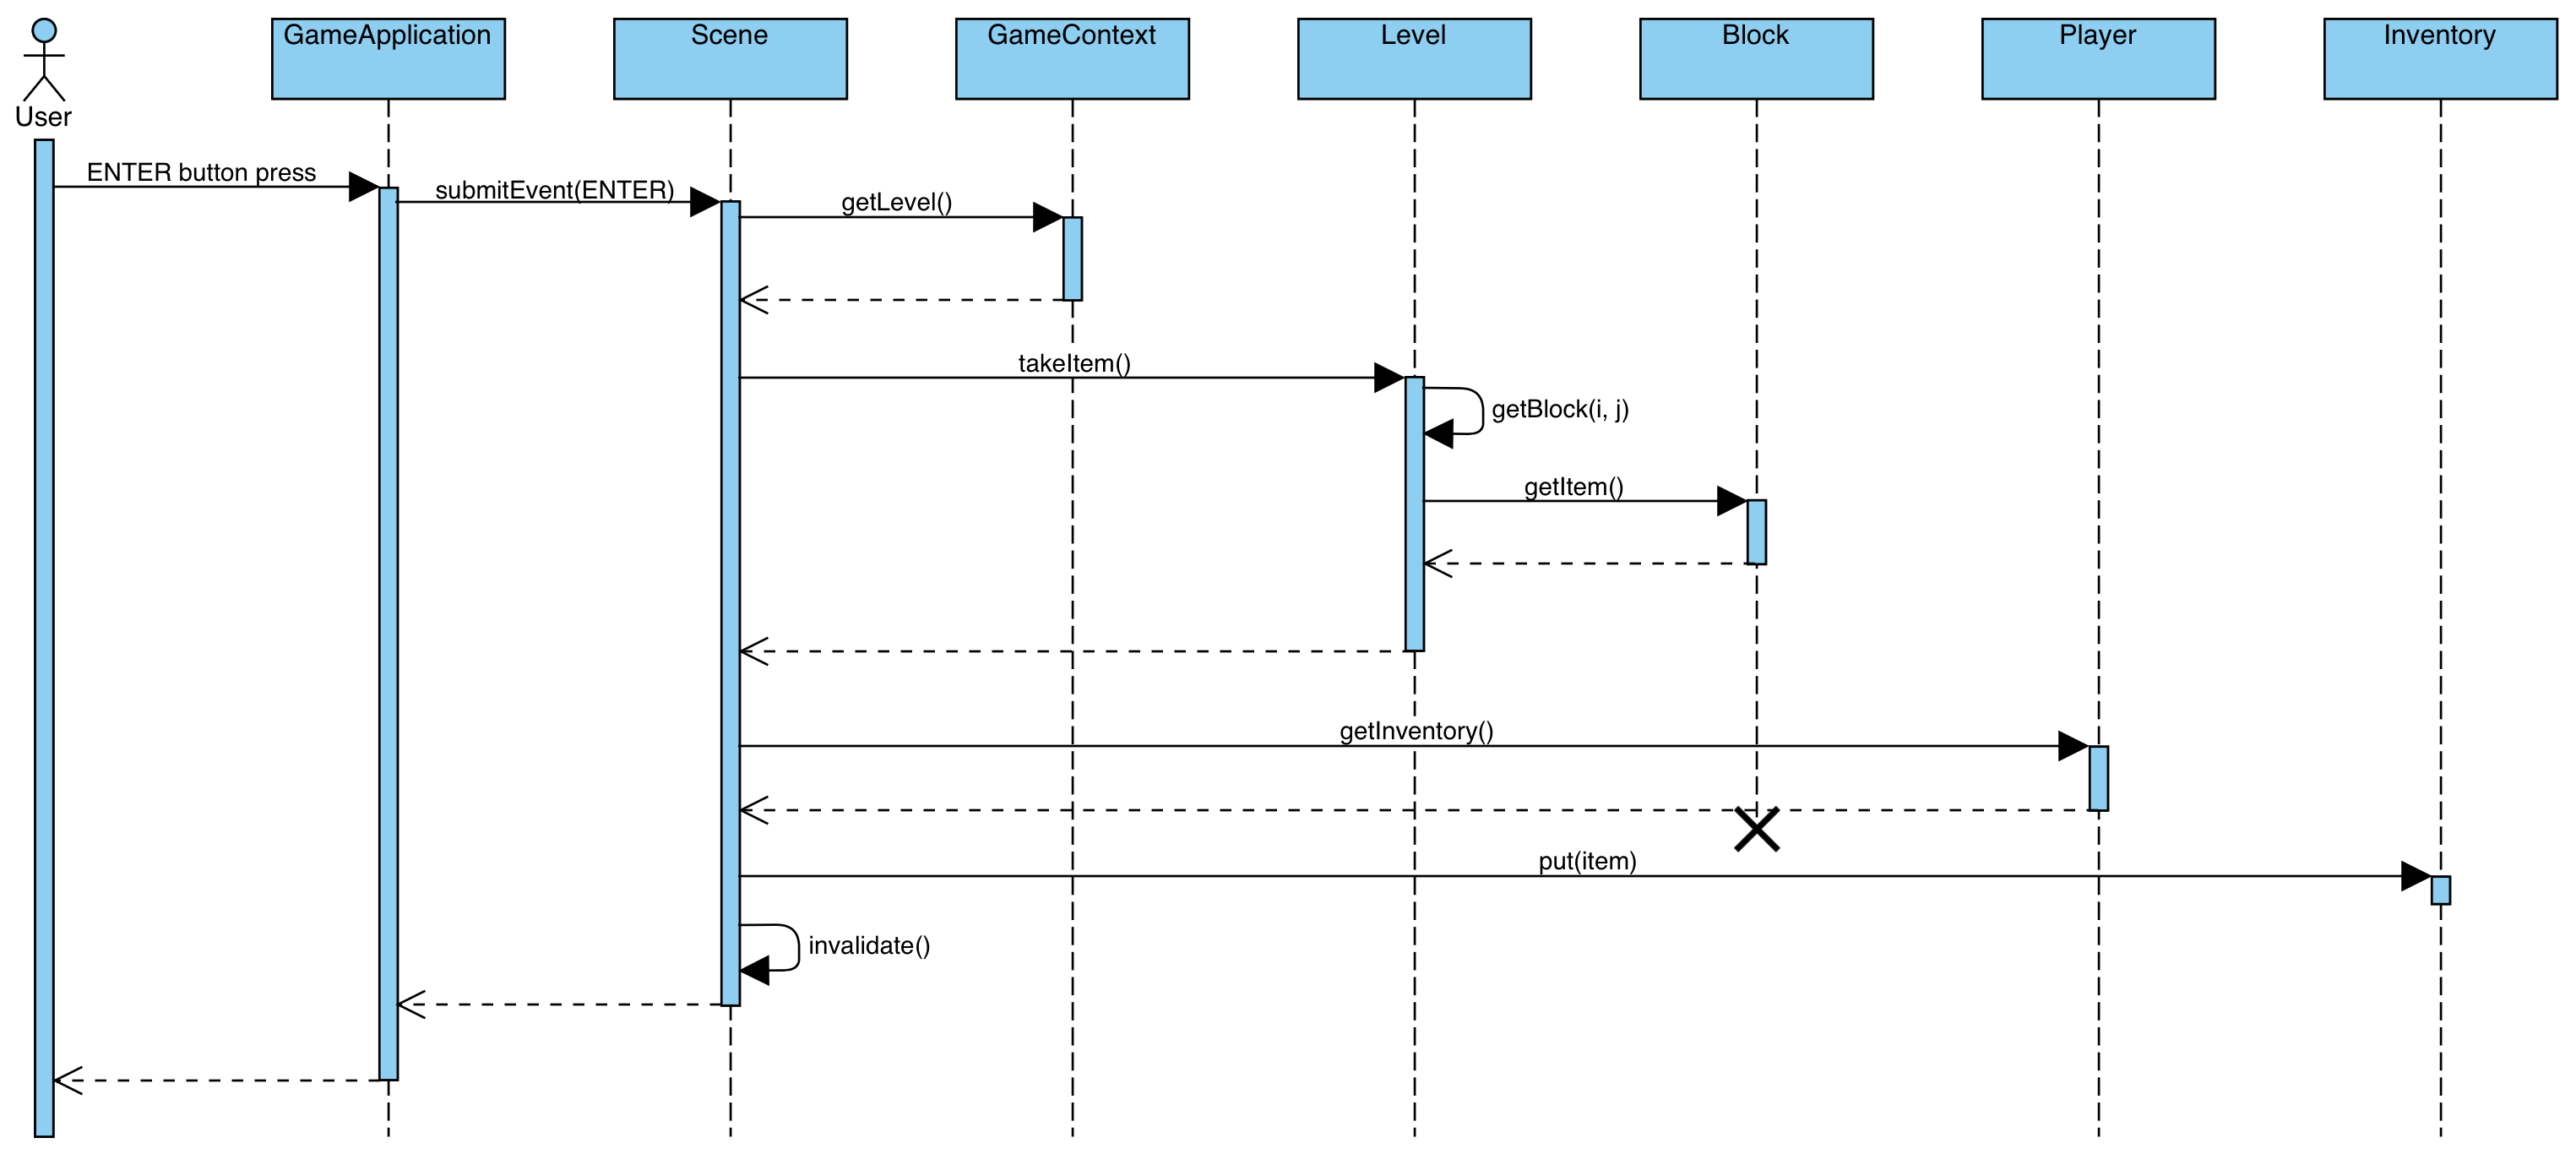 GameApplication
Scene
GameContext
Level
Block
Player
Inventory
User
ENTER button press
submitEvent(ENTER)
getLevel()
takeItem()
getBlock(i, j)
getItem()
getInventory()
put(item)
invalidate()